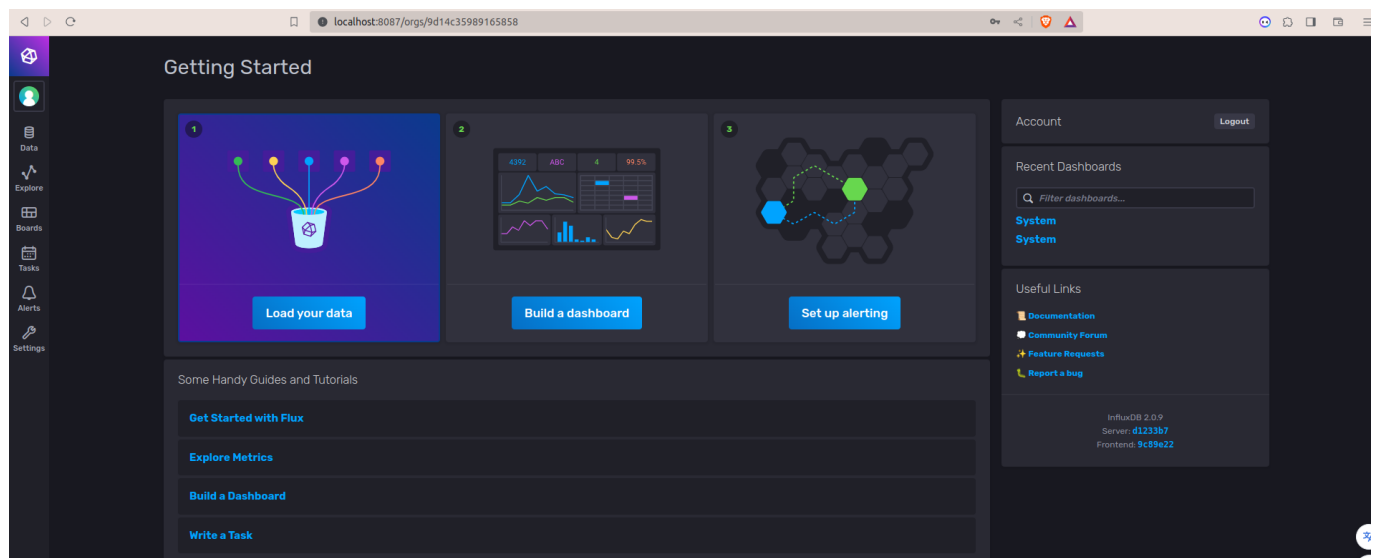 localhost:8087/orgs/9d14c35989165858
Getting Started
Data
Explore
Boards
Tasks
Alerts
Settings
1
Load your data
2
4392 ABC 4 99.5%
Build a dashboard
3
Set up alerting
Some Handy Guides and Tutorials
Get Started with Flux
Explore Metrics
Build a Dashboard
Write a Task
Account
Logout
Recent Dashboards
Filter dashboards...
System
System
Useful Links
Documentation
Community Forum
Feature Requests
Report a bug
InfluxDB 2.0.9
Server: d1233b7
Frontend: 9c89e22